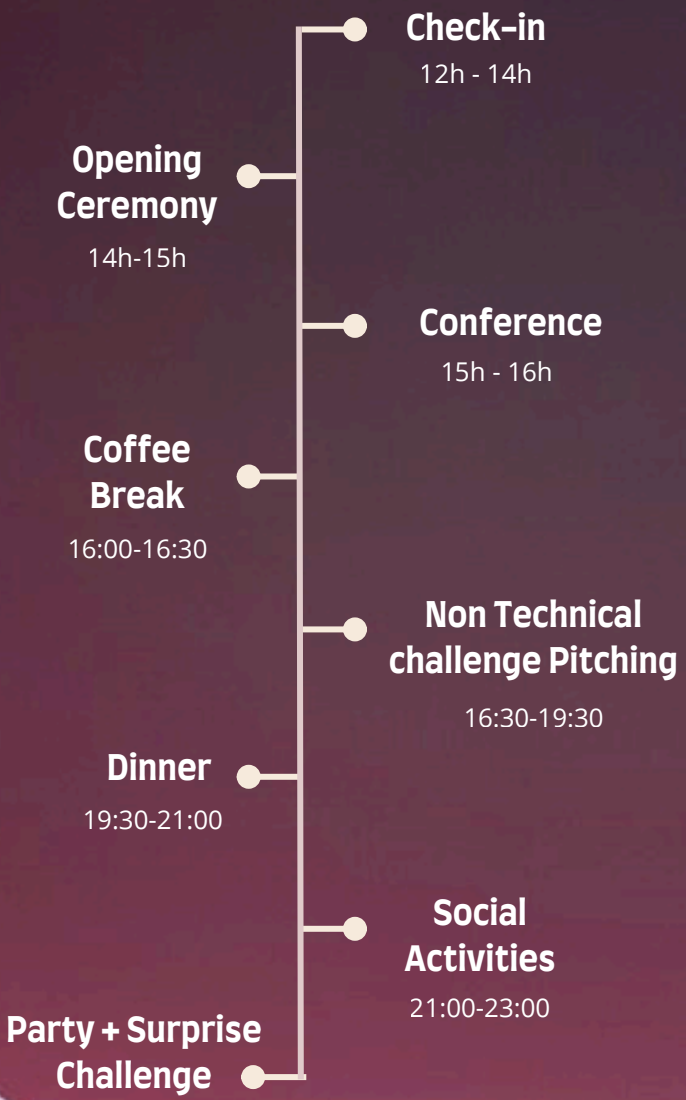 Check-in
12h - 14h
Opening
Ceremony
14h-15h
Conference
15h - 16h
Coffee
Break
16:00-16:30
Non Technical
challenge Pitching
16:30-19:30
Dinner
19:30-21:00
Social
Activities
21:00-23:00
Party + Surprise
Challenge